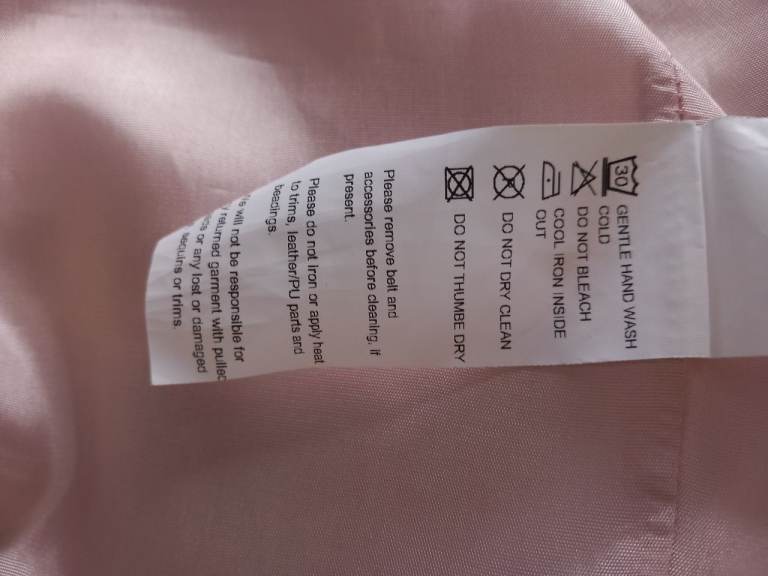 30
GENTLE HAND WASH
COLD
DO NOT BLEACH
COOL IRON INSIDE
OUT
DO NOT DRY CLEAN
DO NOT THUMBE DRY
Please remove belt and
accessories before cleaning, if
present.
Please do not iron or apply heat
to trims, leather/PU parts and
beadings.
will not be responsible for
returned garment with pulled
or any lost or damaged
sequins or trims.